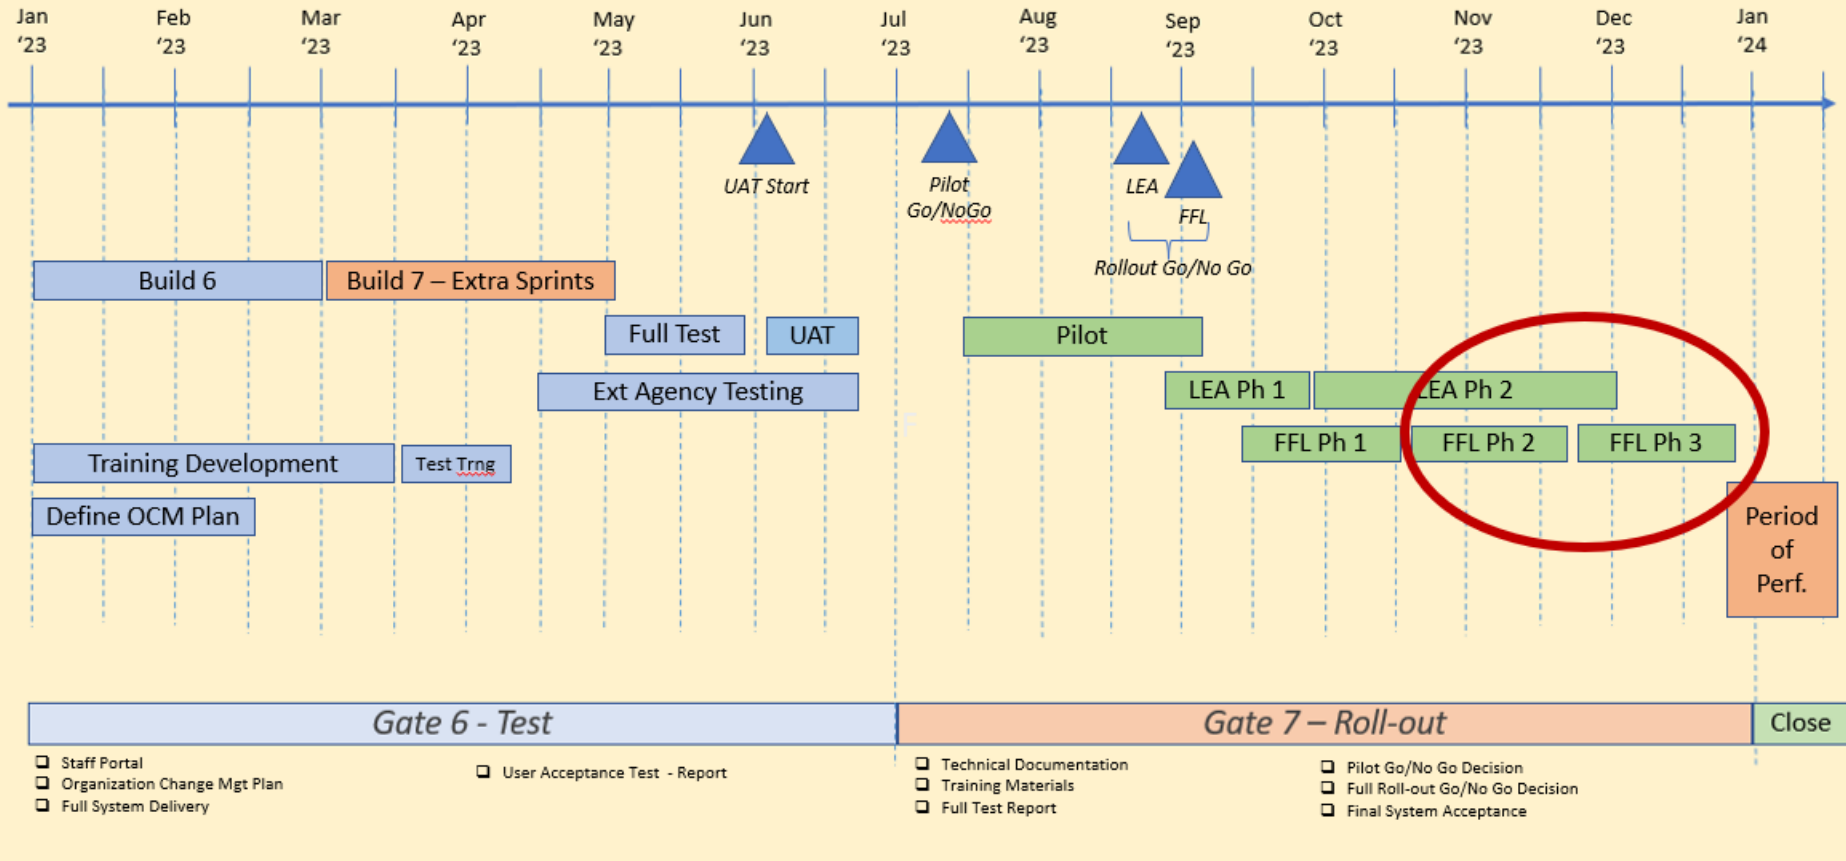 Jan Feb Mar Apr May Jun Jul Aug Sep Oct Nov Dec Jan
‘23 ‘23 ‘23 ‘23 ‘23 ‘23 ‘23 ‘23 ‘23 ‘23 ‘23 ‘23 ‘24
UAT Start
Pilot
Go/NoGo
LEA
FFL
Rollout Go/No Go
Build 6
Build 7 – Extra Sprints
Full Test
UAT
Pilot
Ext Agency Testing
LEA Ph 1
LEA Ph 2
F
FFL Ph 1
FFL Ph 2
FFL Ph 3
Training Development
Test Trng
Define OCM Plan
Period
of
Perf.
Gate 6 - Test
Gate 7 – Roll-out
Close
Staff Portal
Organization Change Mgt Plan
Full System Delivery
User Acceptance Test - Report
Technical Documentation
Training Materials
Full Test Report
Pilot Go/No Go Decision
Full Roll-out Go/No Go Decision
Final System Acceptance